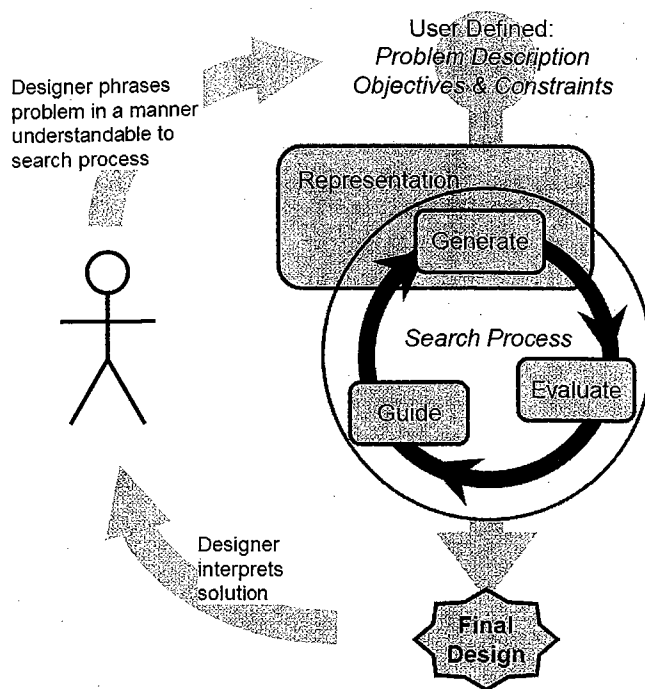 User Defined:
Problem Description
Objectives & Constraints
Designer phrases
problem in a manner
understandable to
search process
Representation
Generate
Search Process
Evaluate
Guide
Designer
interprets
solution
Final
Design